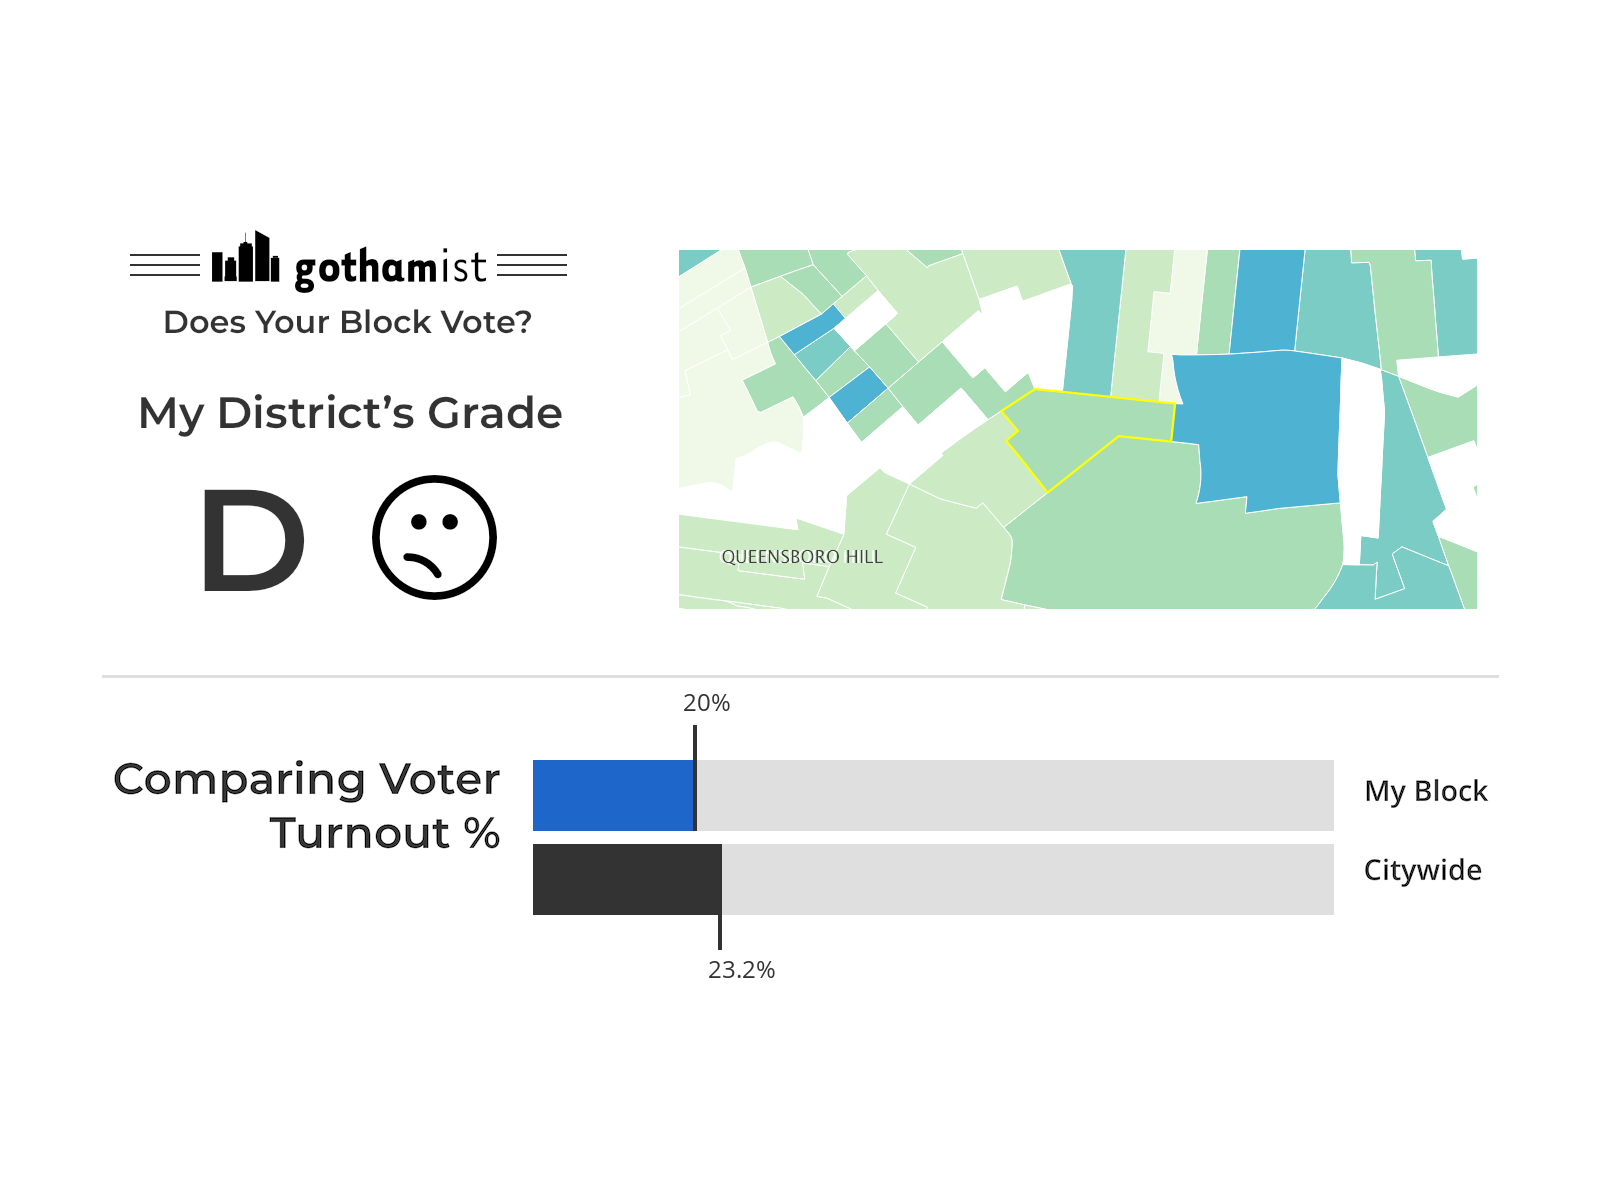 gothamist
Does Your Block Vote?
My District’s Grade
D
QUEENSBORO HILL
20%
Comparing Voter
Turnout %
My Block
Citywide
23.2%